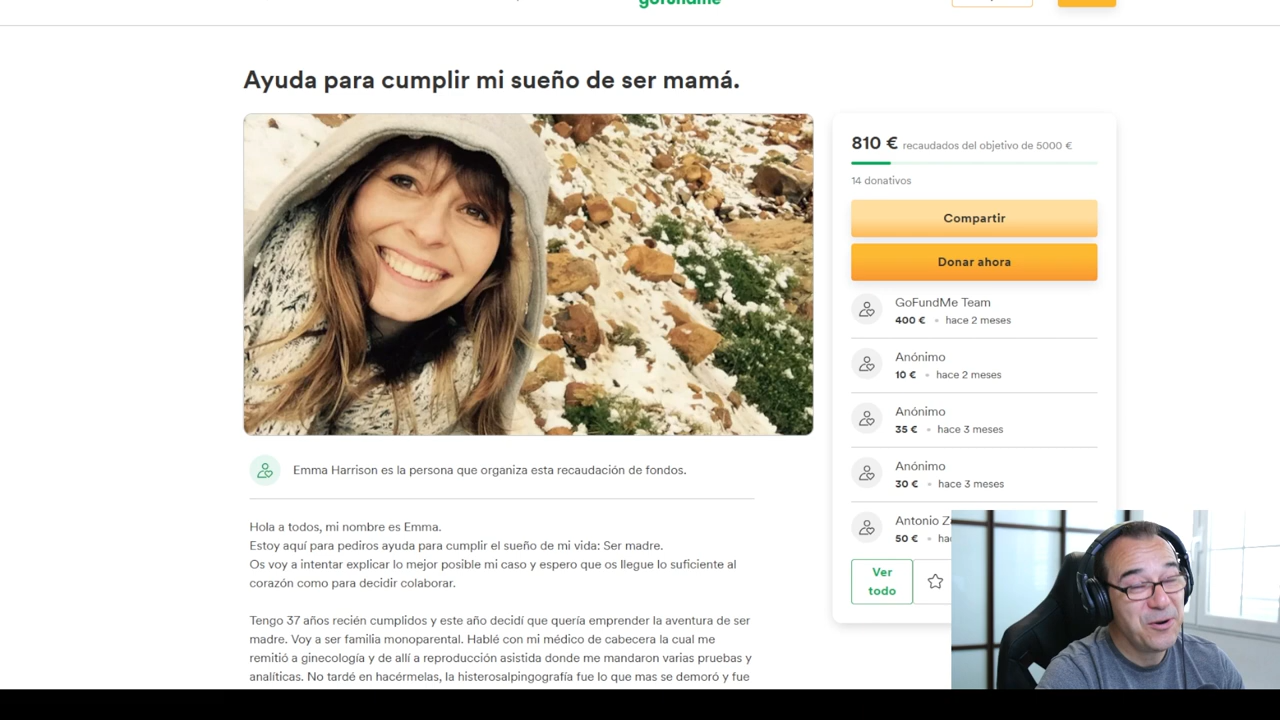 gofundme
Ayuda para cumplir mi sueño de ser mamá.
810 € recaudados del objetivo de 5000 €
14 donativos
Compartir
Donar ahora
GoFundMe Team
400 € • hace 2 meses
Anónimo
10 € • hace 2 meses
Anónimo
35 € • hace 3 meses
Anónimo
30 € • hace 3 meses
Antonio
50 €
Ver
todo
Emma Harrison es la persona que organiza esta recaudación de fondos.
Hola a todos, mi nombre es Emma.
Estoy aquí para pediros ayuda para cumplir el sueño de mi vida: Ser madre.
Os voy a intentar explicar lo mejor posible mi caso y espero que os llegue lo suficiente al
corazón como para decidir colaborar.
Tengo 37 años recién cumplidos y este año decidí que quería emprender la aventura de ser
madre. Voy a ser familia monoparental. Hablé con mi médico de cabecera la cual me
remitió a ginecología y de allí a reproducción asistida donde me mandaron varias pruebas y
analíticas. No tardé en hacérmelas, la histerosalpingografía fue lo que mas se demoró y fue